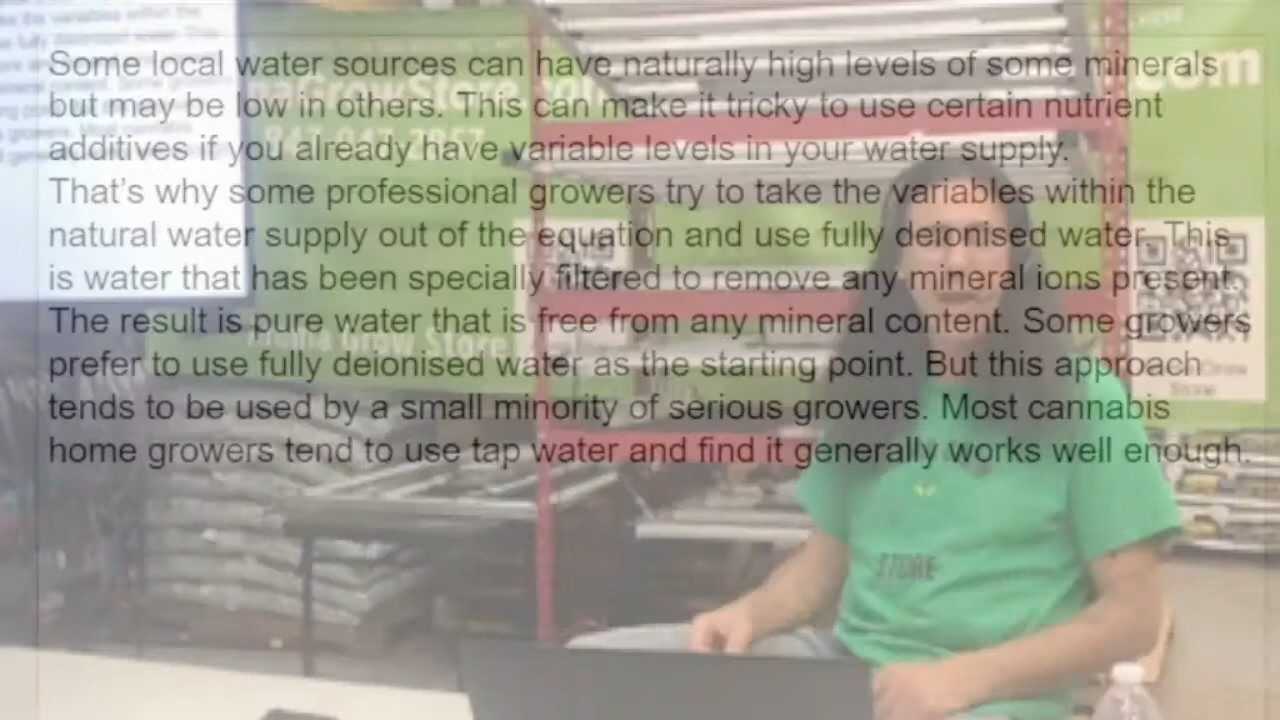 Some local water sources can have naturally high levels of some minerals
but may be low in others. This can make it tricky to use certain nutrient
additives if you already have variable levels in your water supply.
That’s why some professional growers try to take the variables within the
natural water supply out of the equation and use fully deionised water. This
is water that has been specially filtered to remove any mineral ions present.
The result is pure water that is free from any mineral content. Some growers
prefer to use fully deionised water as the starting point. But this approach
tends to be used by a small minority of serious growers. Most cannabis
home growers tend to use tap water and find it generally works well enough.
GrowStore
.com
Grow Store
Store